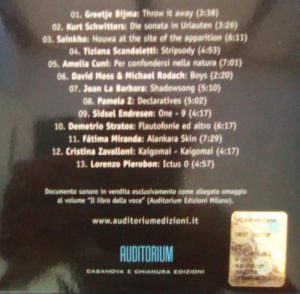 01. Greetje Bijma: Throw it away (3:38)
02. Kurt Schwitters: Die sonata in Urlauten (3:26)
03. Sainkho: Houwa at the site of the apparition (6:11)
04. Tiziana Scandaletti: Stripsody (4:53)
05. Amelia Cuni: Per confondersi nella natura (7:01)
06. David Moss & Michael Rodach: Boys (2:20)
07. Joan La Barbara: Shadowsong (5:10)
08. Pamela Z: Declaratives (5:02)
09. Sidsel Endresen: One - 9 (4:17)
10. Demetrio Stratos: Flautofonie ed altro (6:17)
11. Fátima Miranda: Alankara Skin (7:29)
12. Cristina Zavalloni: Kaigomai - Kaigomai (4:17)
13. Lorenzo Pierobon: Ictus 0 (4:57)
Documento sonoro in vendita esclusivamente come allegato omaggio
al volume "Il libro della voce" (Auditorium Edizioni Milano).
www.auditoriumedizioni.it
AUDITORIUM
CASANOVA E CHIANURA EDIZIONI